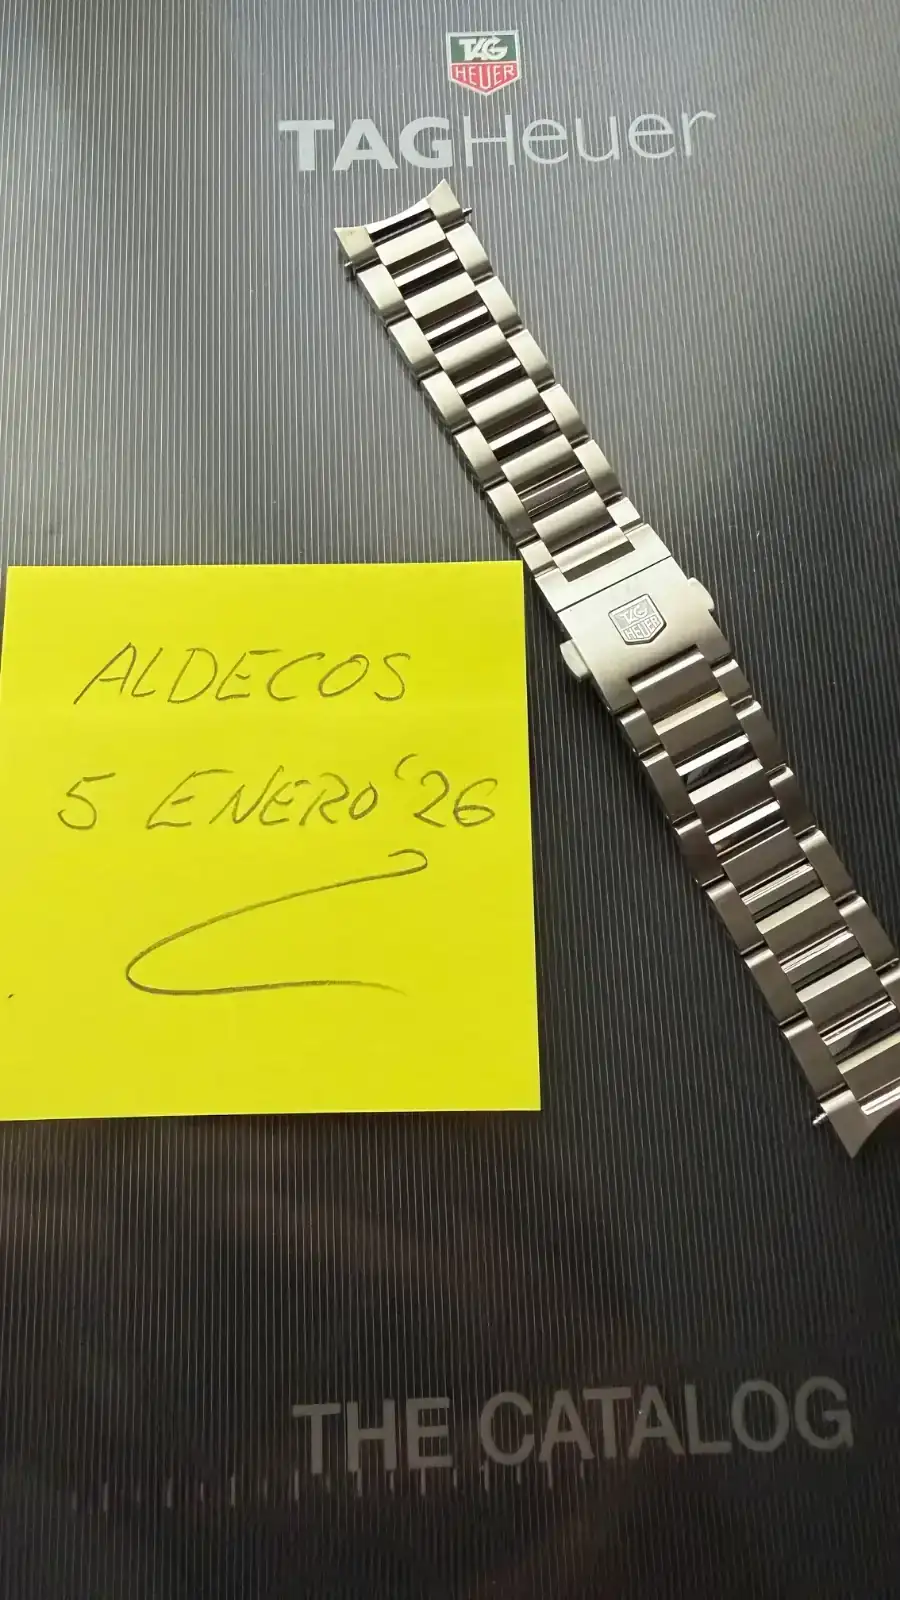 TAG
HEUER
TAGHeuer
TAG
HEUER
ALDECOS
5 ENERO '26
THE CATALOG